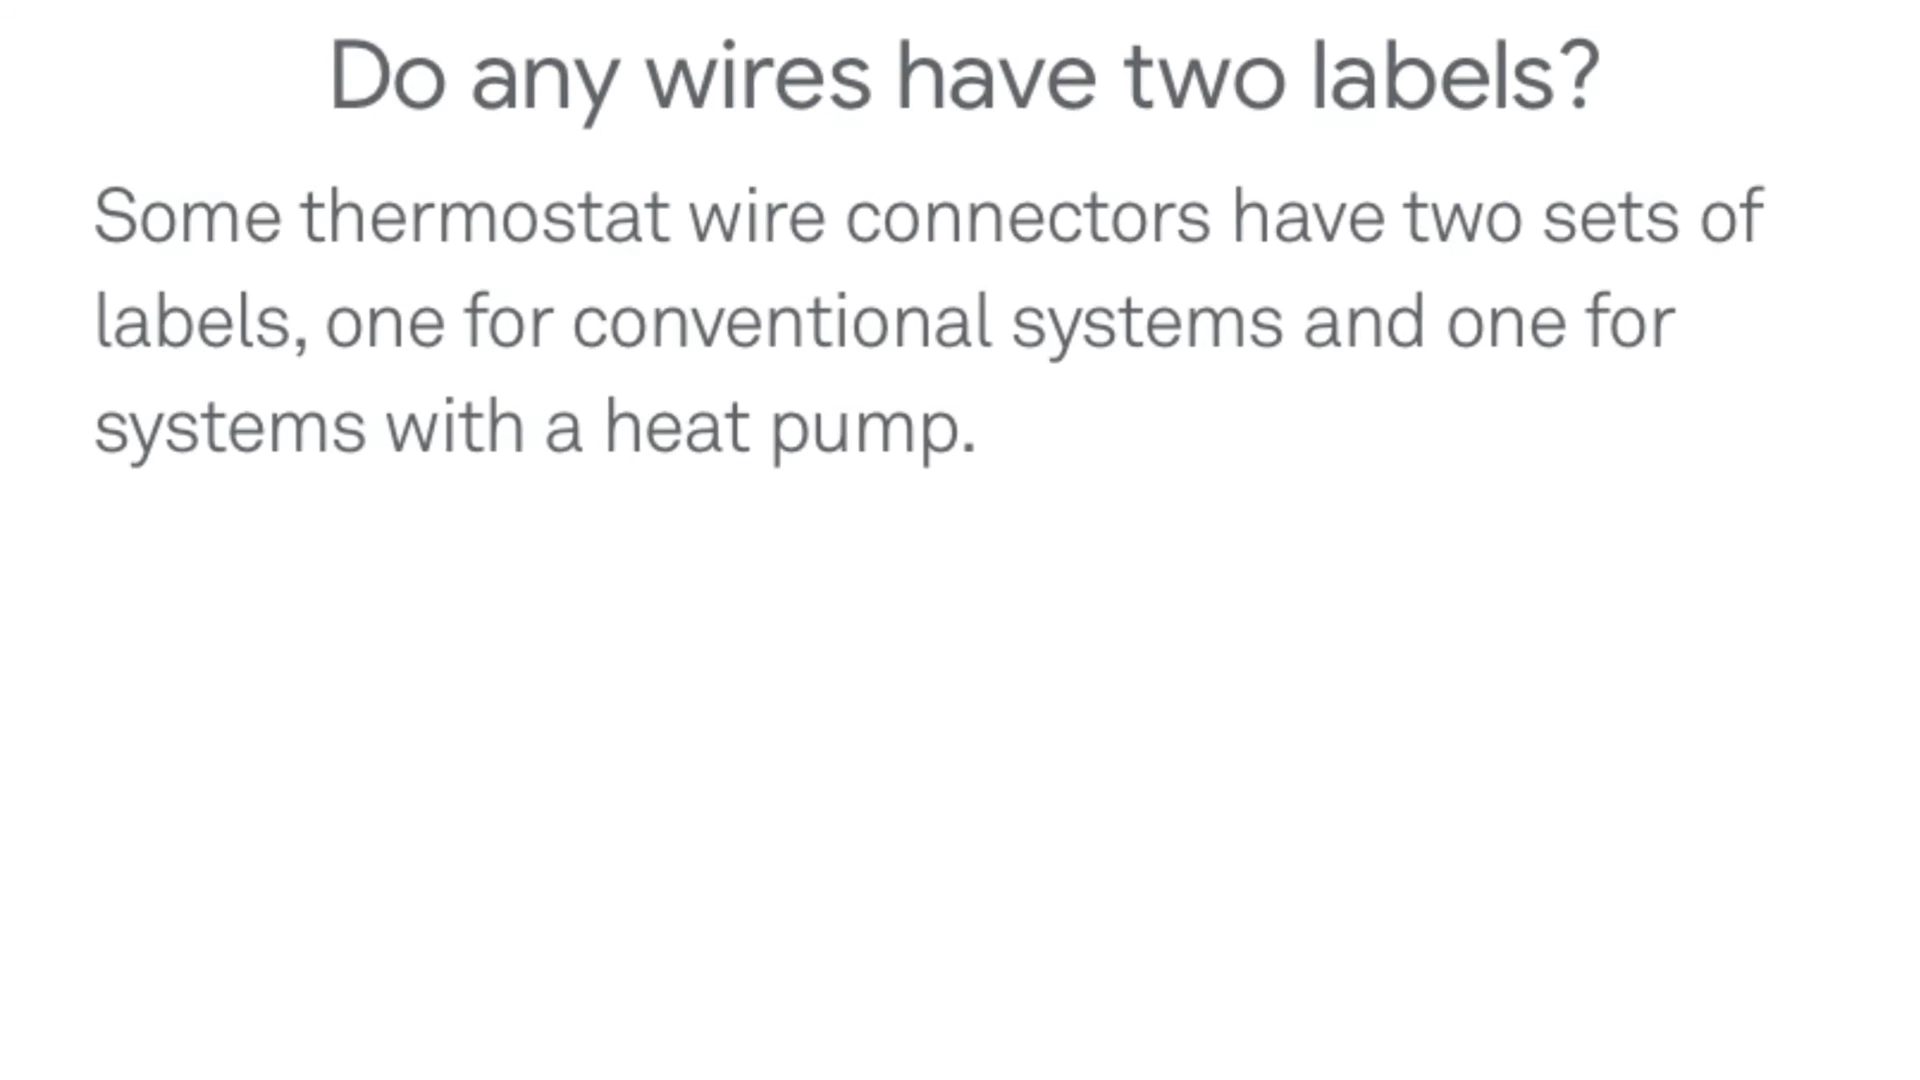 Do any wires have two labels?
Some thermostat wire connectors have two sets of
labels, one for conventional systems and one for
systems with a heat pump.